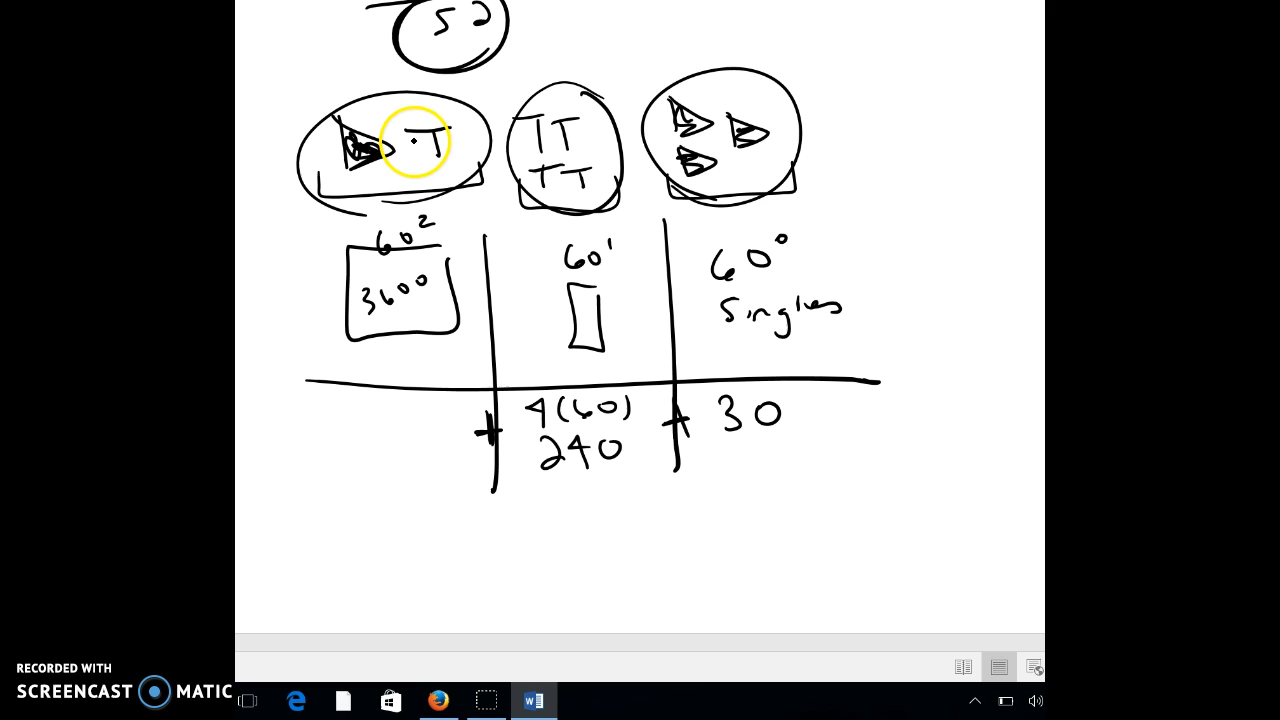 52
T
TT
TT
60²
60¹
60⁰
3600
Singles
4(60)
+
+ 30
240
RECORDED WITH
SCREENCAST MATIC